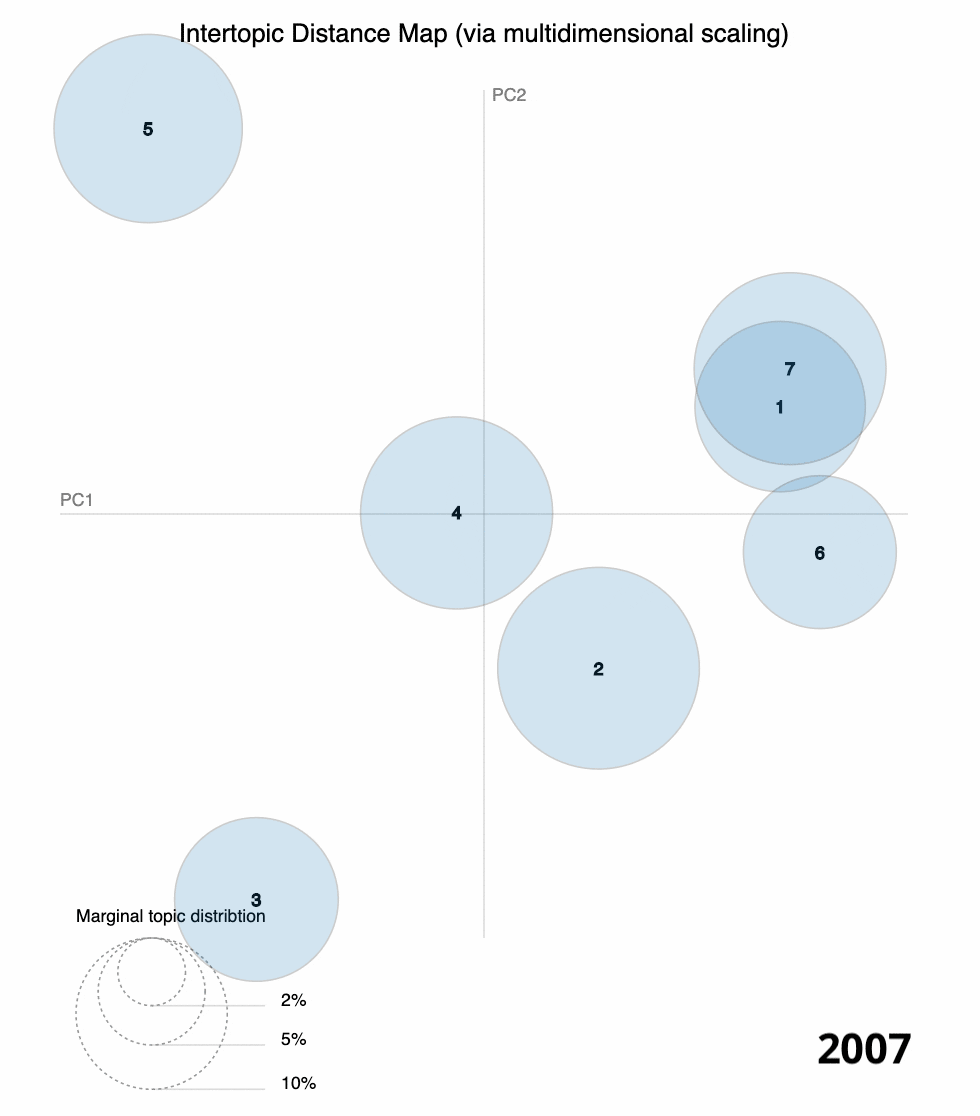 Intertopic Distance Map (via multidimensional scaling)
PC2
5
7
1
PC1
4
6
2
3
Marginal topic distribtion
2%
5%
10%
2007